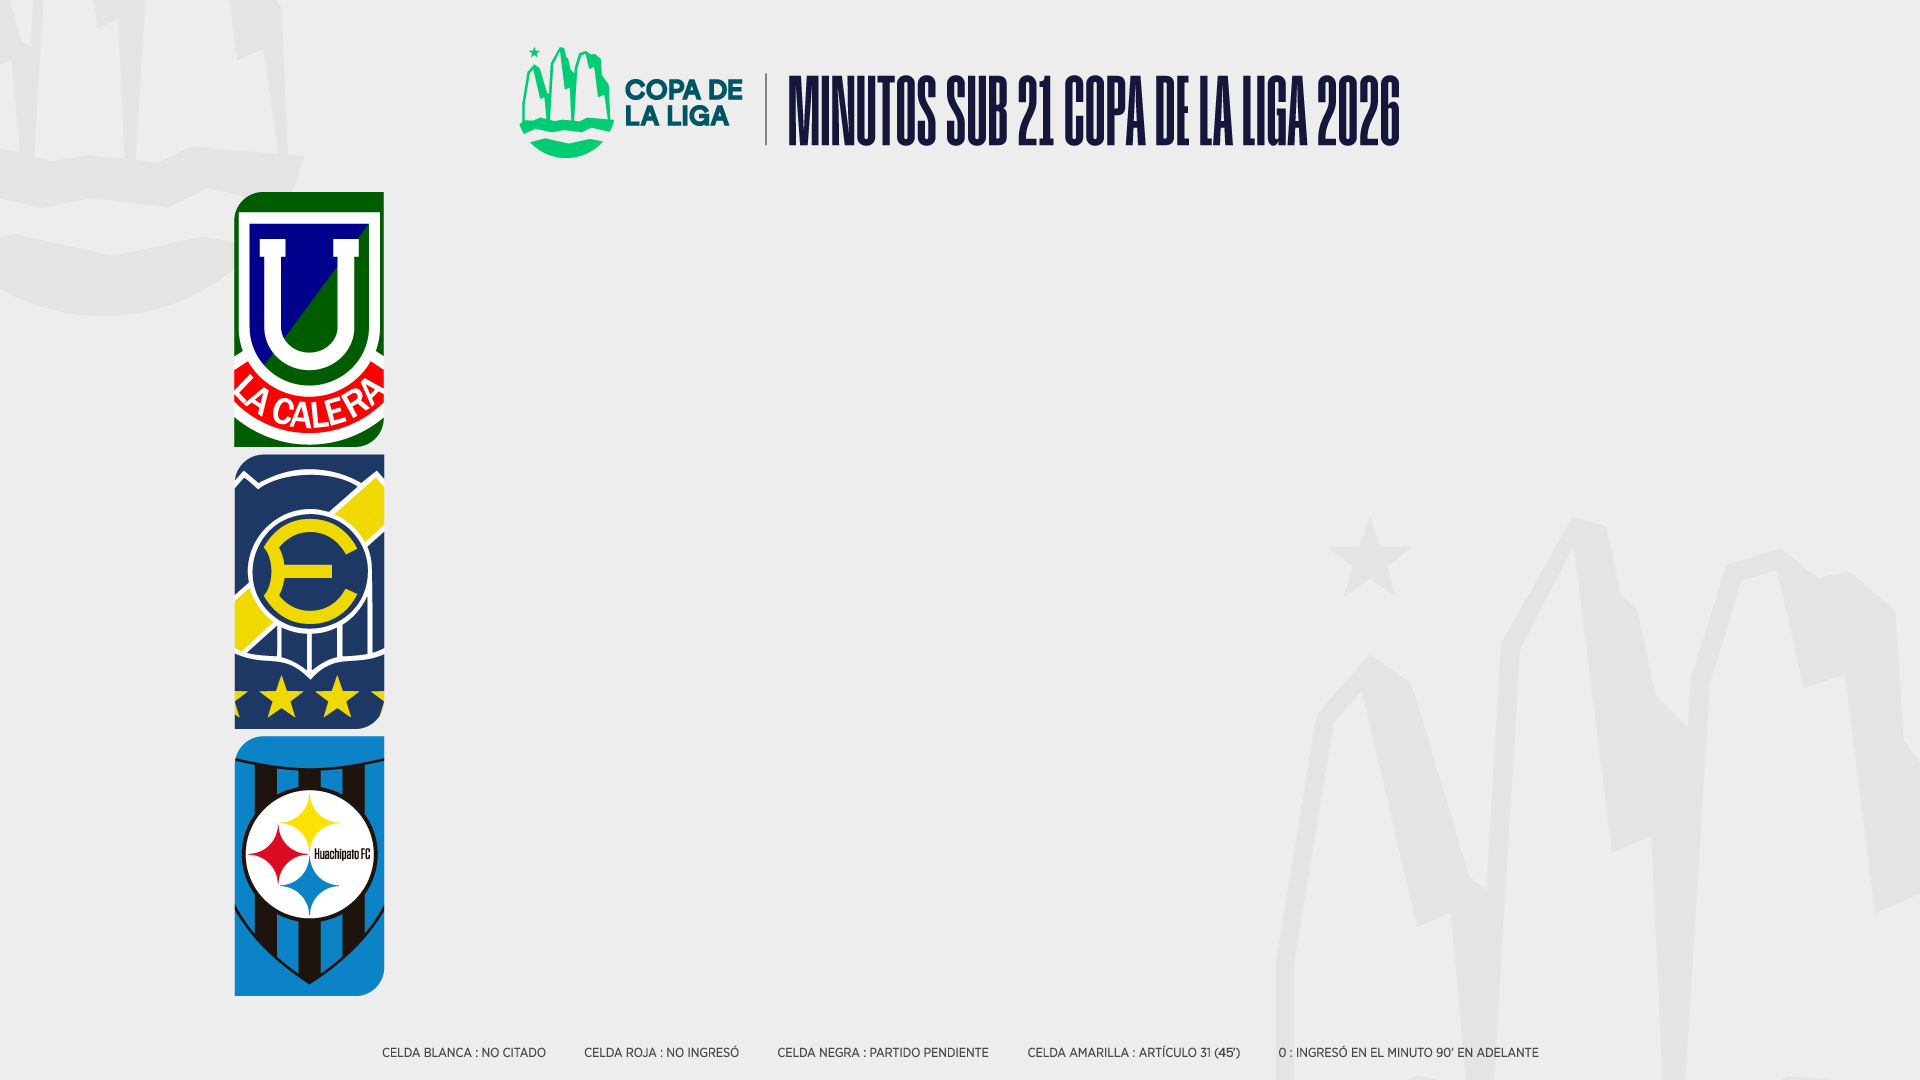 COPA DE
LA LIGA
MINUTOS SUB 21 COPA DE LA LIGA 2026
U
LA CALERA
E
Huachipato FC
CELDA BLANCA : NO CITADO
CELDA ROJA : NO INGRESÓ
CELDA NEGRA : PARTIDO PENDIENTE
CELDA AMARILLA : ARTÍCULO 31 (45')
0 : INGRESÓ EN EL MINUTO 90' EN ADELANTE